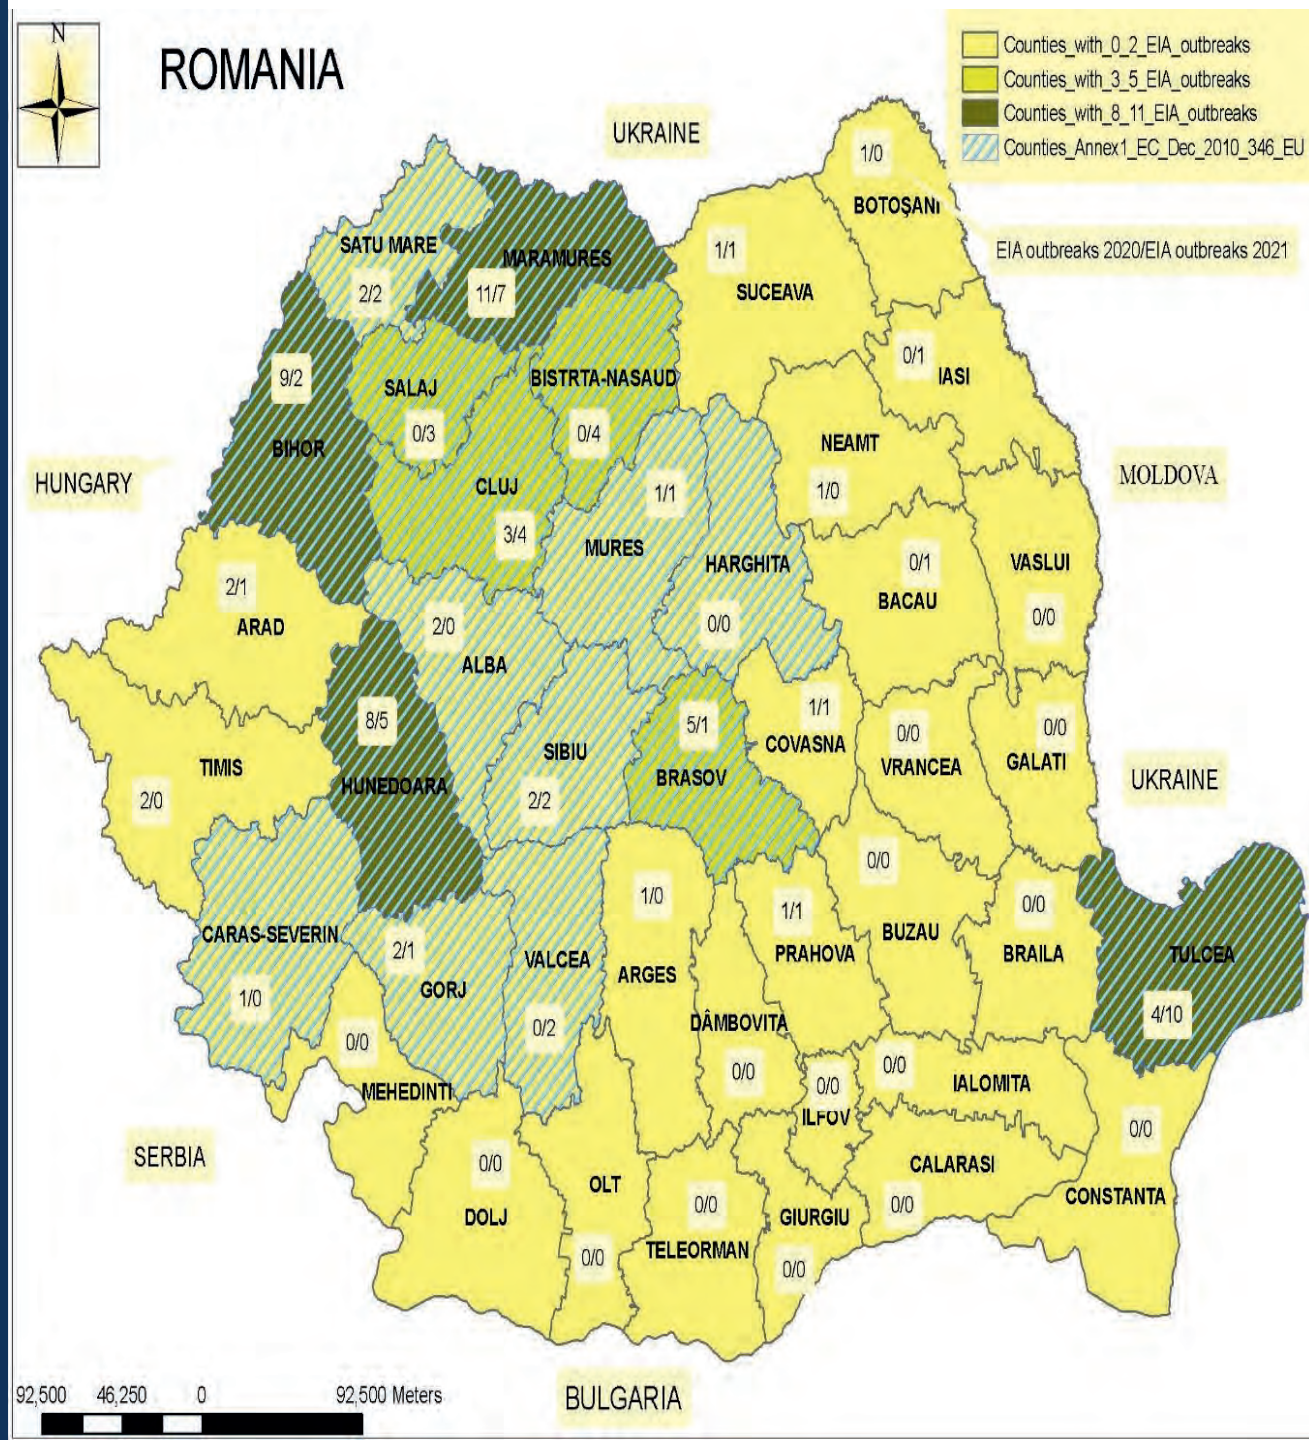 N
ROMANIA
Counties_with_0_2_EIA_outbreaks
Counties_with_3_5_EIA_outbreaks
Counties_with_8_11_EIA_outbreaks
Counties_Annex1_EC_Dec_2010_346_EU
UKRAINE
1/0
BOTOŞANI
EIA outbreaks 2020/EIA outbreaks 2021
SATU MARE
2/2
MARAMURES
11/7
1/1
SUCEAVA
0/1
IASI
9/2
BIHOR
SALAJ
0/3
BISTRTA-NASAUD
0/4
NEAMT
1/0
HUNGARY
MOLDOVA
CLUJ
3/4
1/1
MURES
HARGHITA
0/0
0/1
BACAU
VASLUI
0/0
2/1
ARAD
2/0
ALBA
8/5
HUNEDOARA
SIBIU
2/2
5/1
BRASOV
1/1
COVASNA
0/0
VRANCEA
0/0
GALATI
TIMIS
2/0
UKRAINE
CARAS-SEVERIN
1/0
2/1
GORJ
VALCEA
0/2
1/0
ARGES
1/1
PRAHOVA
0/0
BUZAU
0/0
BRAILA
TULCEA
4/10
0/0
MEHEDINTI
DÂMBOVITA
0/0
0/0
ILFOV
0/0
IALOMITA
0/0
CONSTANTA
SERBIA
0/0
DOLJ
OLT
0/0
0/0
TELEORMAN
GIURGIU
0/0
CALARASI
0/0
92,500 46,250 0 92,500 Meters
BULGARIA